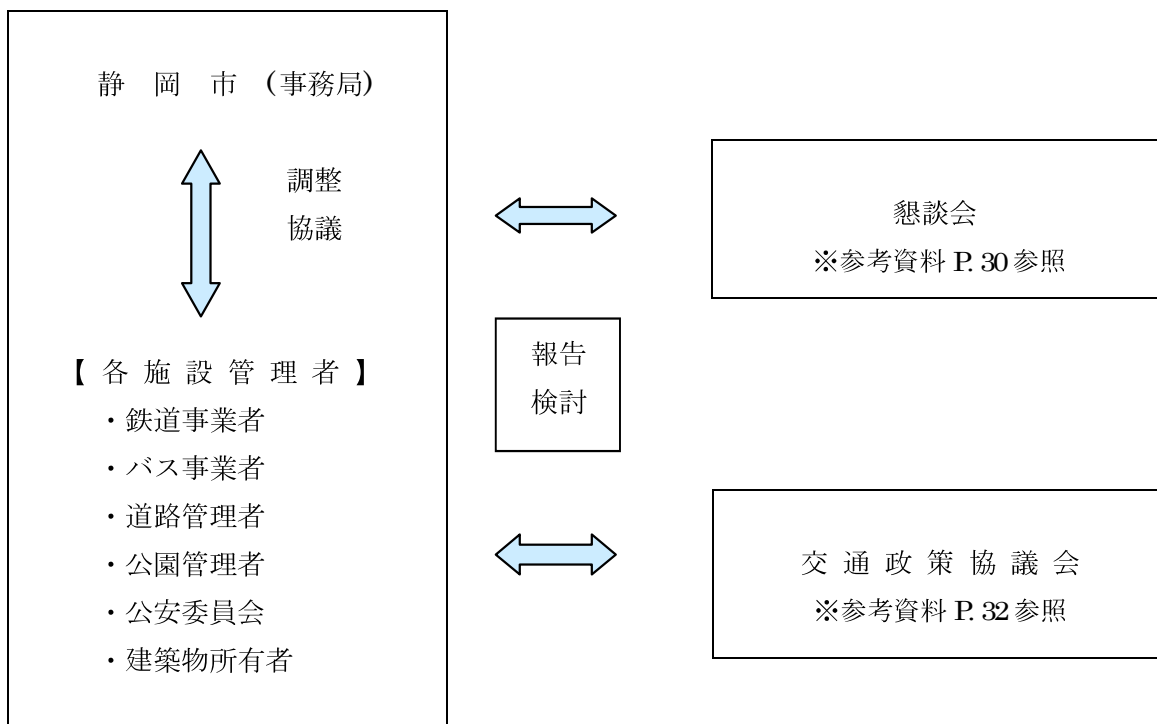 静 岡 市 (事務局)
調整
協議
【 各 施 設 管 理 者 】
・鉄道事業者
・バス事業者
・道路管理者
・公園管理者
・公安委員会
・建築物所有者
報告
検討
懇談会
※参考資料 P. 30 参照
交 通 政 策 協 議 会
※参考資料 P. 32 参照